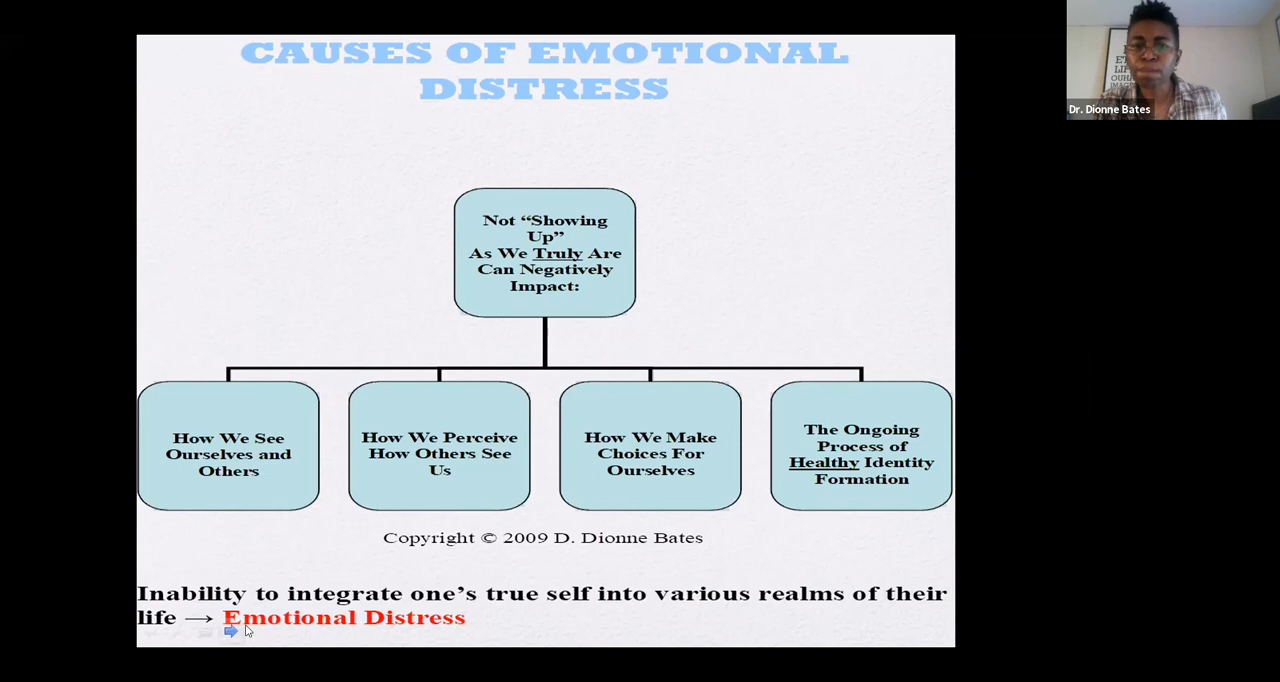 CAUSES OF EMOTIONAL
DISTRESS
Dr. Dionne Bates
Not “Showing
Up”
As We Truly Are
Can Negatively
Impact:
How We See
Ourselves and
Others
How We Perceive
How Others See
Us
How We Make
Choices For
Ourselves
The Ongoing
Process of
Healthy Identity
Formation
Copyright © 2009 D. Dionne Bates
Inability to integrate one’s true self into various realms of their
life → Emotional Distress